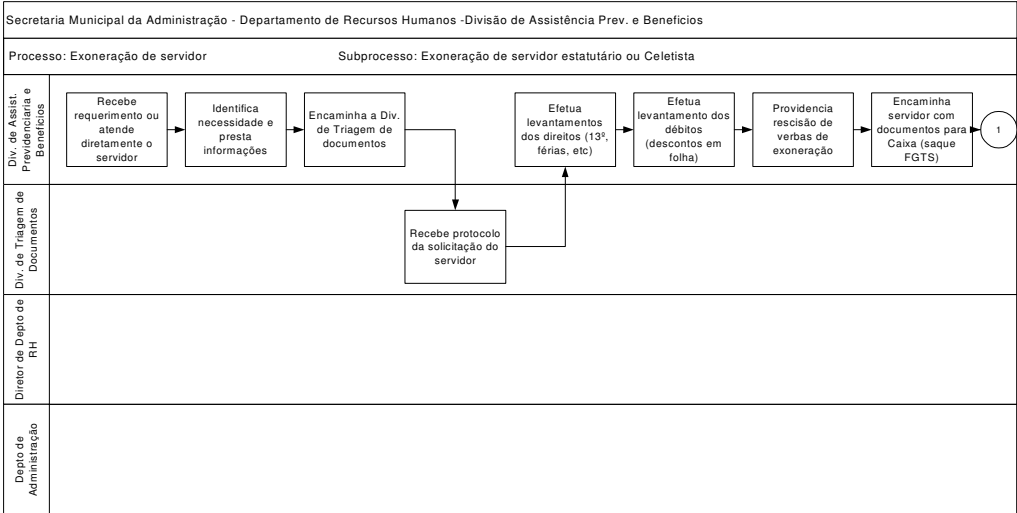 Secretaria Municipal da Administração - Departamento de Recursos Humanos -Divisão de Assistência Prev. e Beneficios
Processo: Exoneração de servidor
Subprocesso: Exoneração de servidor estatutário ou Celetista
Div. de Assist.
Previdenciaria e
Beneficios
Recebe
requerimento ou
atende
diretamente o
servidor
Identifica
necessidade e
presta
informações
Encaminha a Div.
de Triagem de
documentos
Efetua
levantamentos
dos direitos (13º,
férias, etc)
Efetua
levantamento dos
débitos
(descontos em
folha)
Providencia
rescisão de
verbas de
exoneração
Encaminha
servidor com
documentos para
Caixa (saque
FGTS)
1
Div. de Triagem de
Documentos
Recebe protocolo
da solicitação do
servidor
Diretor de Depto de
RH
Depto de
Administração